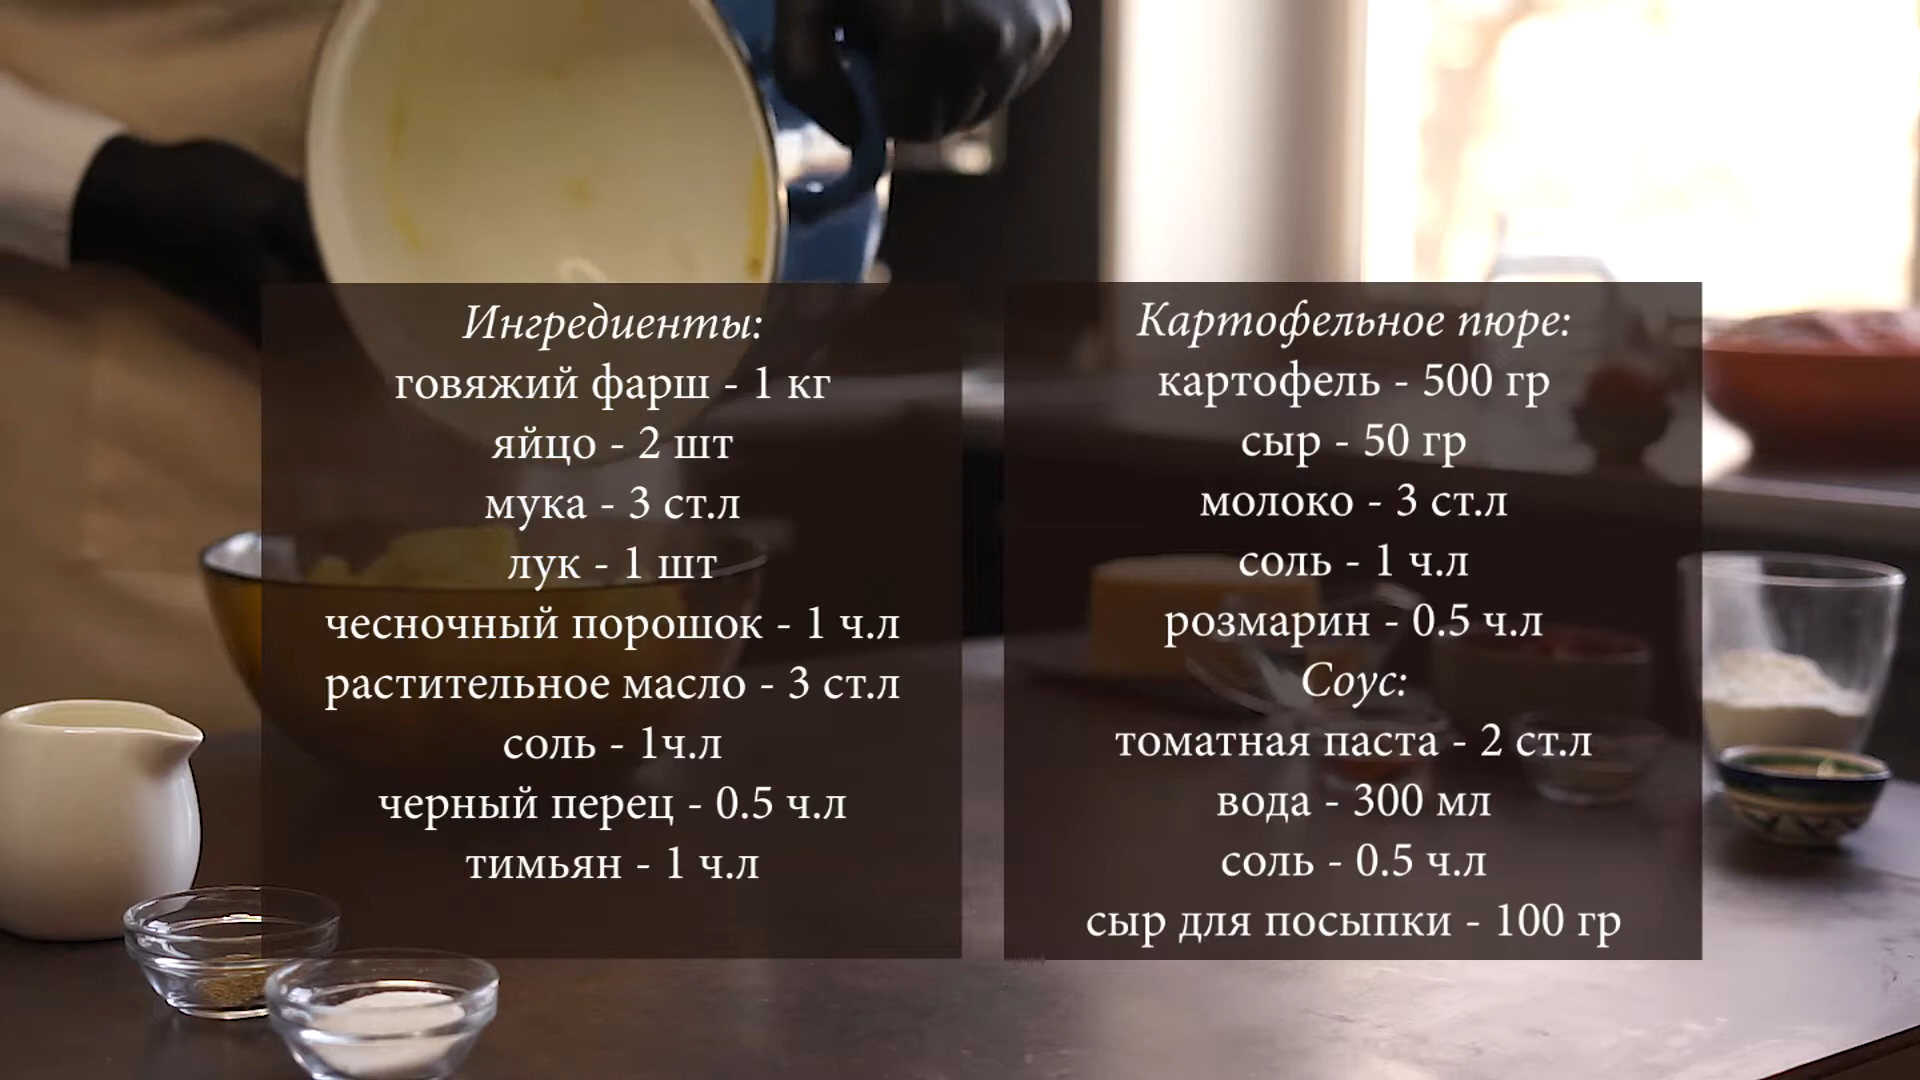 Ингредиенты:
говяжий фарш - 1 кг
яйцо - 2 шт
мука - 3 ст.л
лук - 1 шт
чесночный порошок - 1 ч.л
растительное масло - 3 ст.л
соль - 1ч.л
черный перец - 0.5 ч.л
тимьян - 1 ч.л
Картофельное пюре:
картофель - 500 гр
сыр - 50 гр
молоко - 3 ст.л
соль - 1 ч.л
розмарин - 0.5 ч.л
Соус:
томатная паста - 2 ст.л
вода - 300 мл
соль - 0.5 ч.л
сыр для посыпки - 100 гр